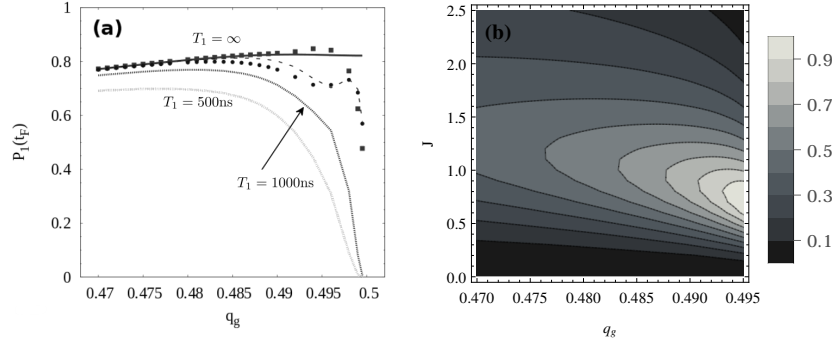 (a)
T₁ = ∞
T₁ = 500ns
T₁ = 1000ns
P₁(t_F)
1
0.8
0.6
0.4
0.2
0
0.47 0.475 0.48 0.485 0.49 0.495 0.5
q_g
(b)
J
2.5
2.0
1.5
1.0
0.5
0.0
0.470 0.475 0.480 0.485 0.490 0.495
q_g
0.9
0.7
0.5
0.3
0.1